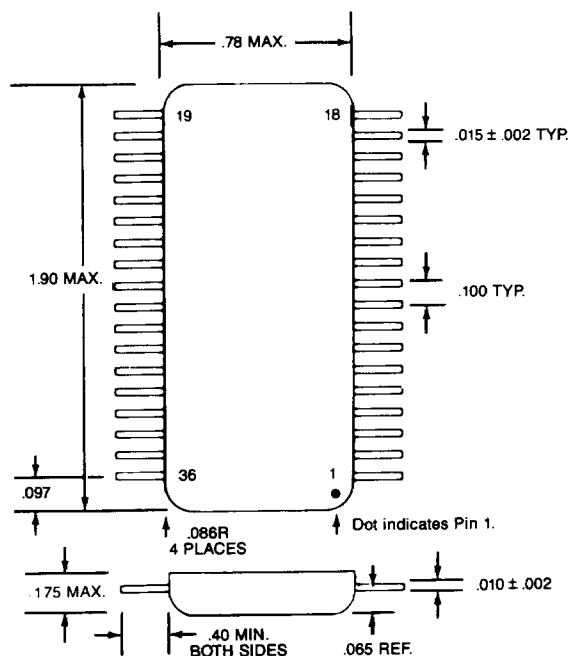 .78 MAX.
19
18
.015 ± .002 TYP.
1.90 MAX.
.100 TYP.
36
1
.097
.086R
4 PLACES
Dot indicates Pin 1.
.175 MAX.
.010 ± .002
.40 MIN.
BOTH SIDES
.065 REF.